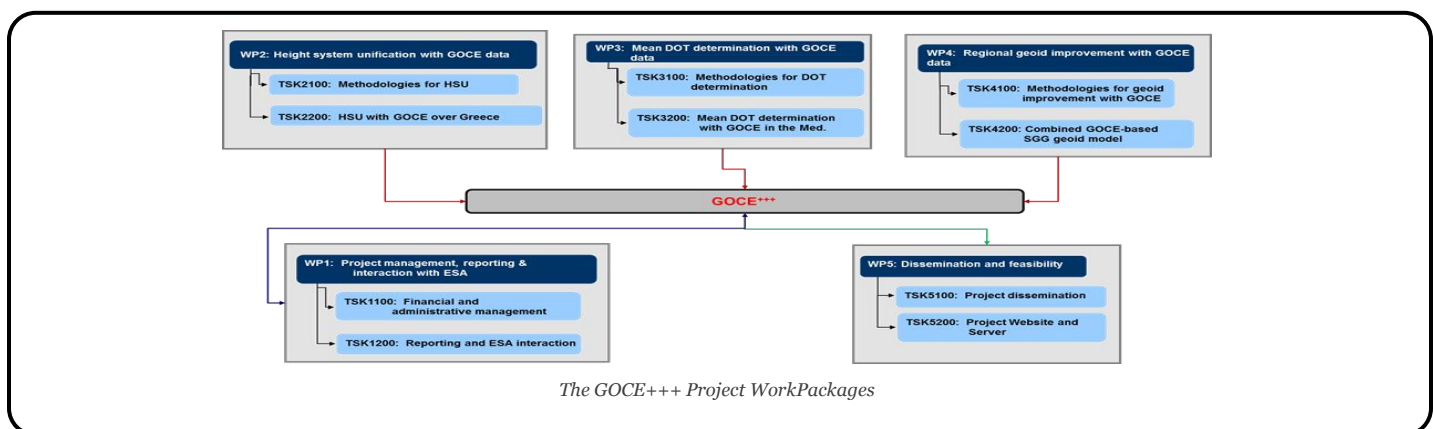 WP2: Height system unification with GOCE data
TSK2100: Methodologies for HSU
TSK2200: HSU with GOCE over Greece
WP3: Mean DOT determination with GOCE
data
TSK3100: Methodologies for DOT
determination
TSK3200: Mean DOT determination
with GOCE in the Med.
WP4: Regional geoid improvement with GOCE
data
TSK4100: Methodologies for geoid
improvement with GOCE
TSK4200: Combined GOCE-based
SGG geoid model
GOCE+++
WP1: Project management, reporting &
interaction with ESA
TSK1100: Financial and
administrative management
TSK1200: Reporting and ESA interaction
WP5: Dissemination and feasibility
TSK5100: Project dissemination
TSK5200: Project Website and
Server
The GOCE+++ Project WorkPackages